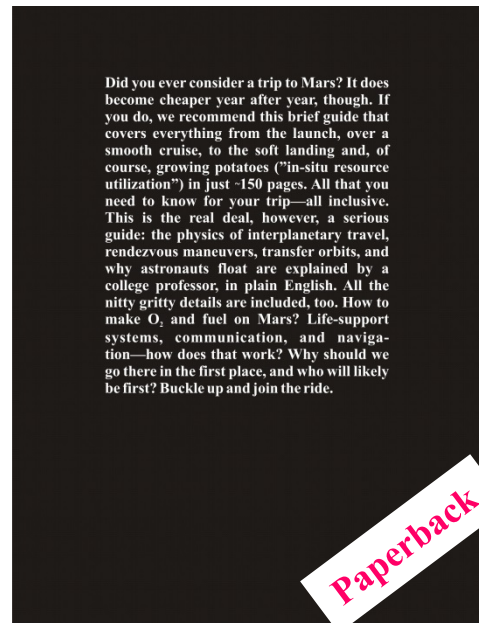 Did you ever consider a trip to Mars? It does
become cheaper year after year, though. If
you do, we recommend this brief guide that
covers everything from the launch, over a
smooth cruise, to the soft landing and, of
course, growing potatoes (”in-situ resource
utilization”) in just ~150 pages. All that you
need to know for your trip—all inclusive.
This is the real deal, however, a serious
guide: the physics of interplanetary travel,
rendezvous maneuvers, transfer orbits, and
why astronauts float are explained by a
college professor, in plain English. All the
nitty gritty details are included, too. How to
make O₂ and fuel on Mars? Life-support
systems, communication, and naviga-
tion—how does that work? Why should we
go there in the first place, and who will likely
be first? Buckle up and join the ride.
Paperback